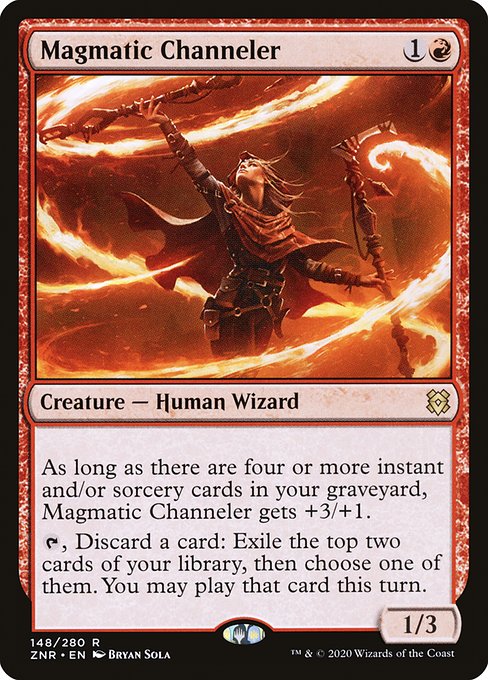 Magmatic Channeler 1
Creature — Human Wizard
As long as there are four or more instant
and/or sorcery cards in your graveyard,
Magmatic Channeler gets +3/+1.
, Discard a card: Exile the top two
cards of your library, then choose one of
them. You may play that card this turn.
1/3
148/280 R
ZNR • EN Bryan Sola
™ & © 2020 Wizards of the Coast